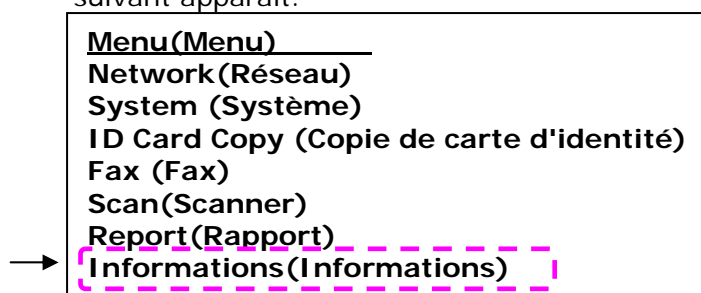 suivant apparaît:
Menu(Menu)
Network(Réseau)
System (Système)
ID Card Copy (Copie de carte d'identité)
Fax (Fax)
Scan(Scanner)
Report(Rapport)
Informations(Informations)